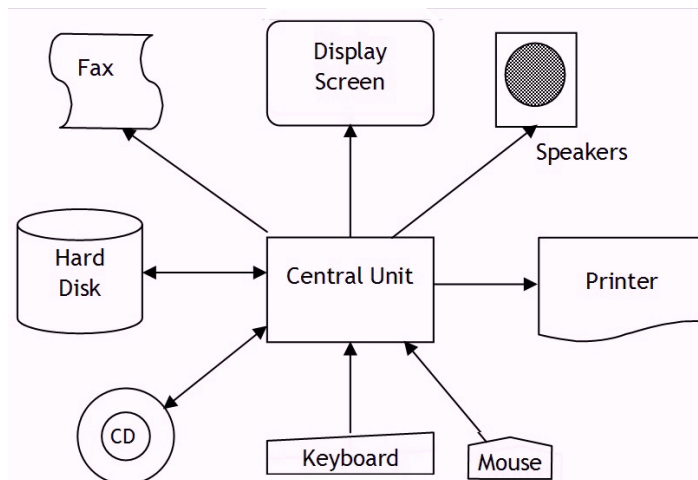 Fax
Display
Screen
Speakers
Hard
Disk
Central Unit
Printer
CD
Keyboard
Mouse